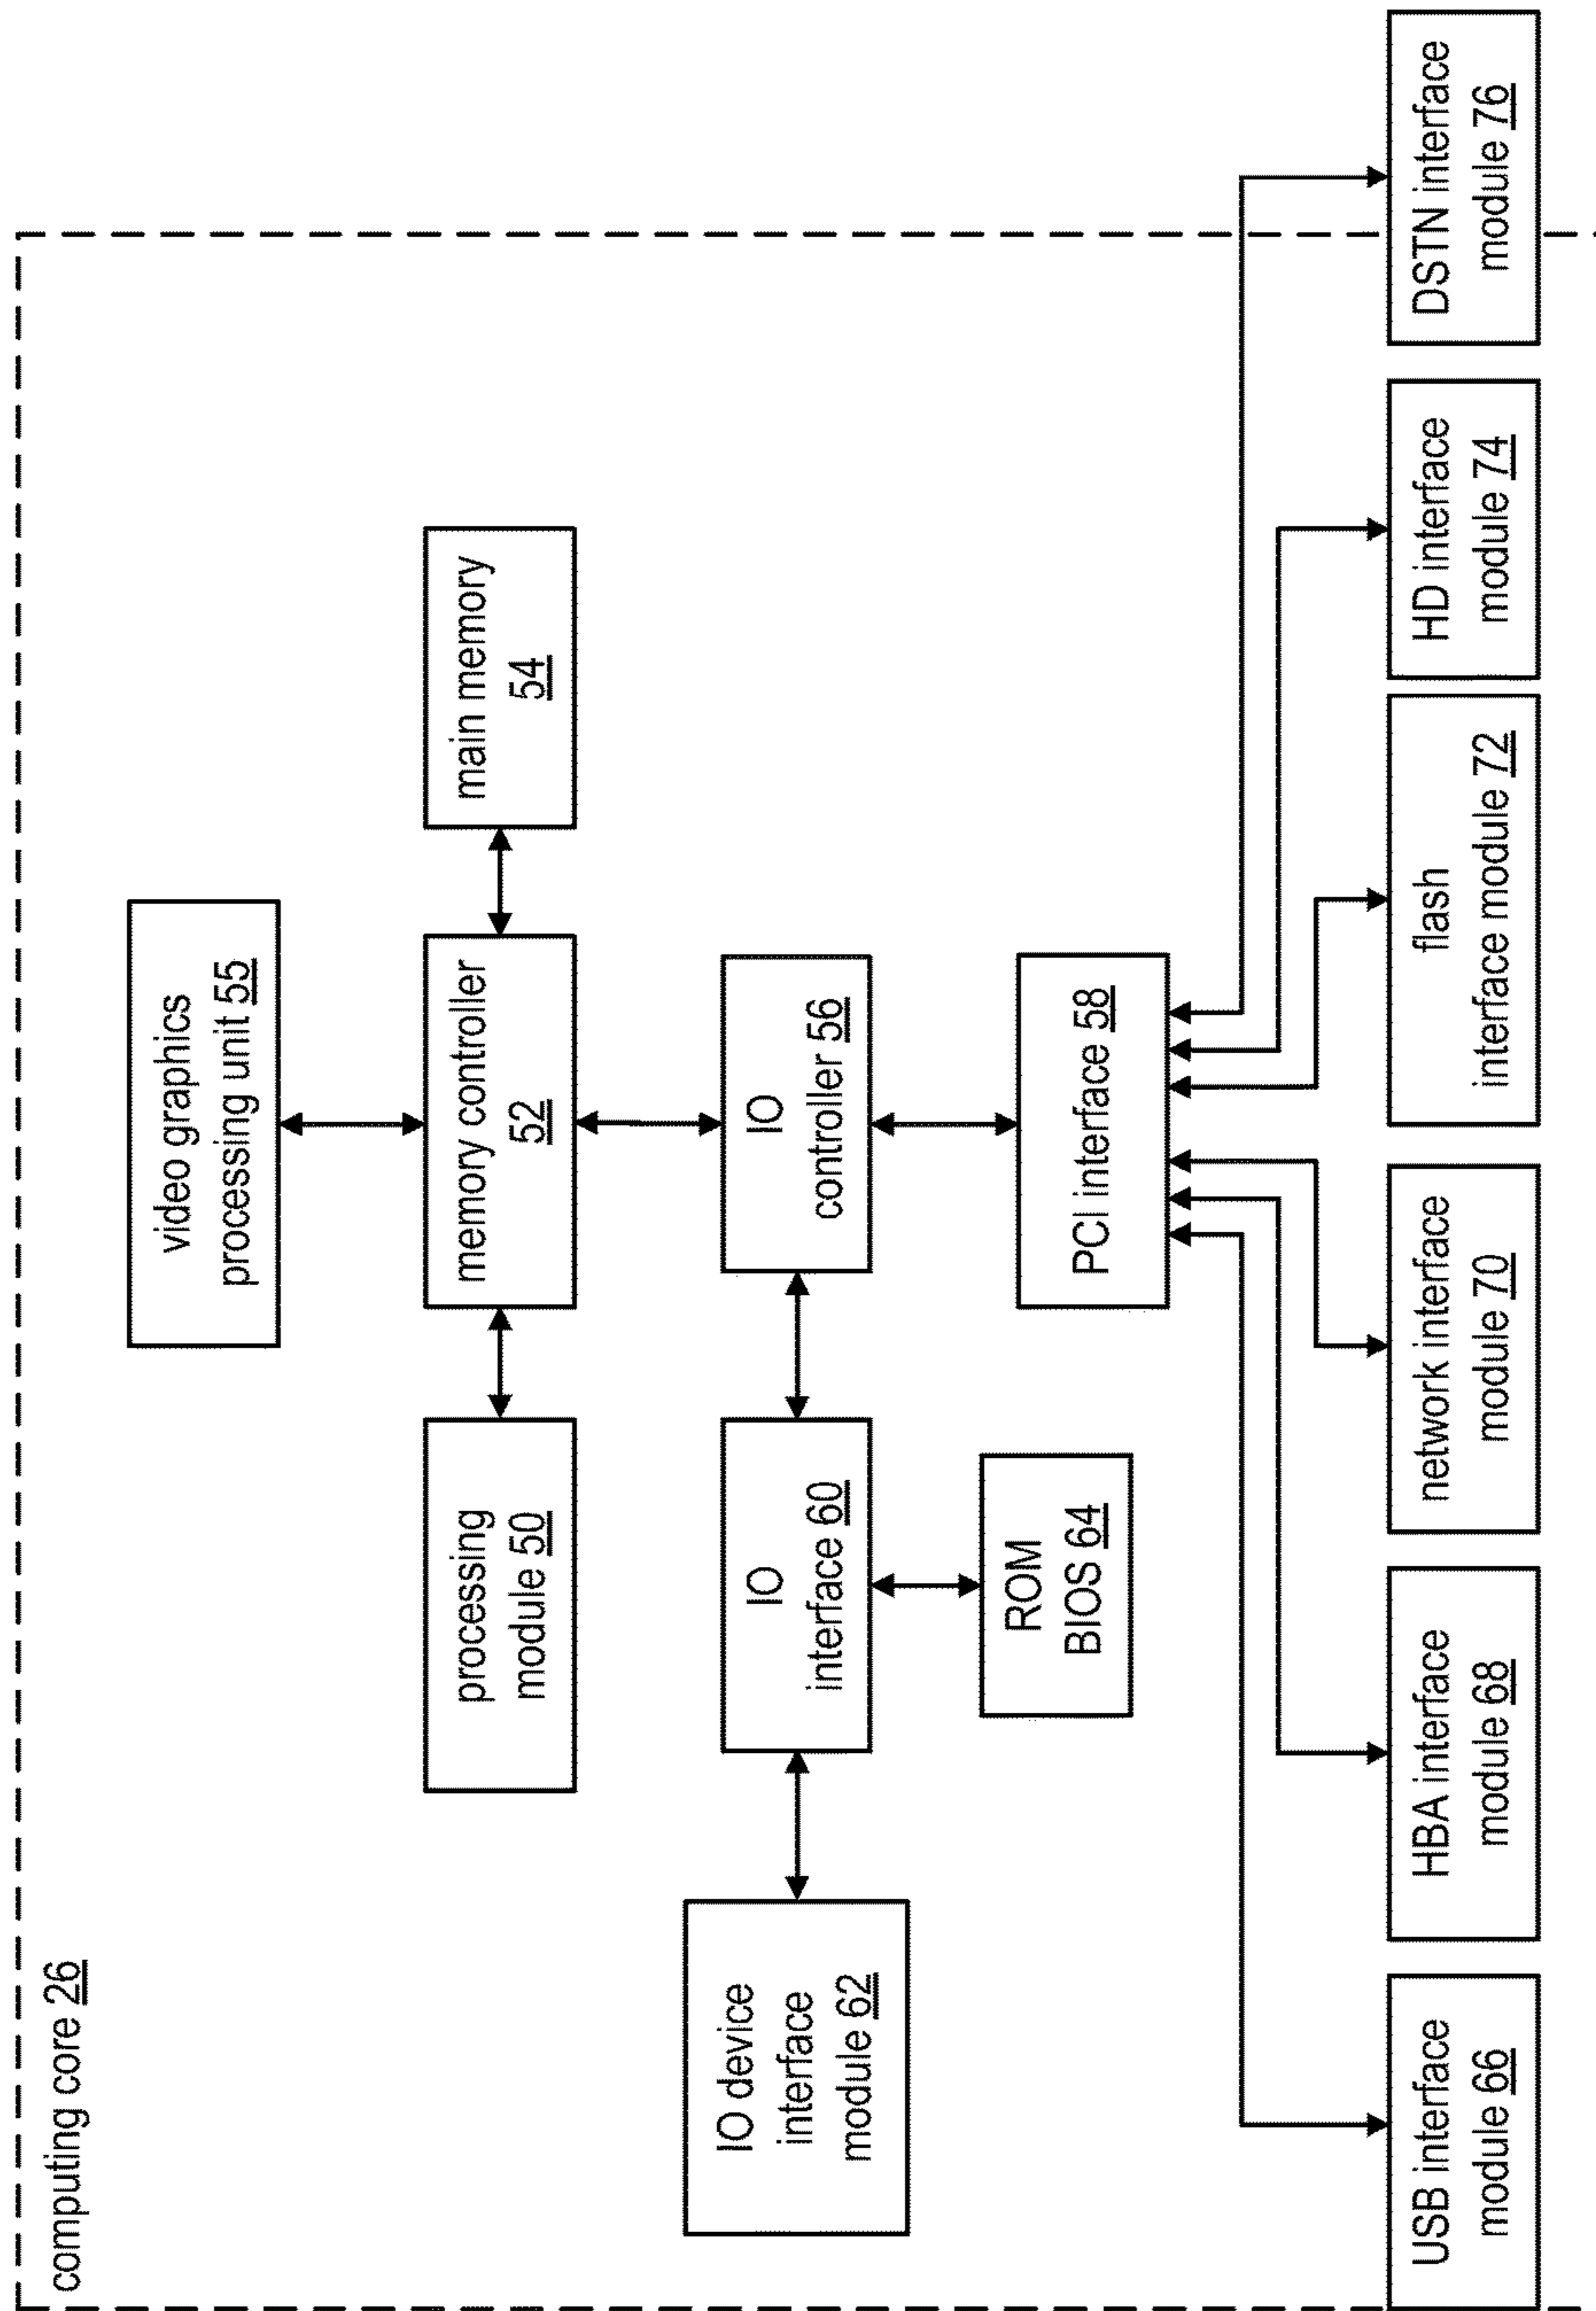 computing core 26
video graphics
processing unit 55
processing
module 50
memory controller
52
main memory
54
IO device
interface
module 62
IO
interface 60
IO
controller 56
ROM
BIOS 64
PCI interface 58
USB interface
module 66
HBA interface
module 68
network interface
module 70
flash
interface module 72
HD interface
module 74
DSTN interface
module 76